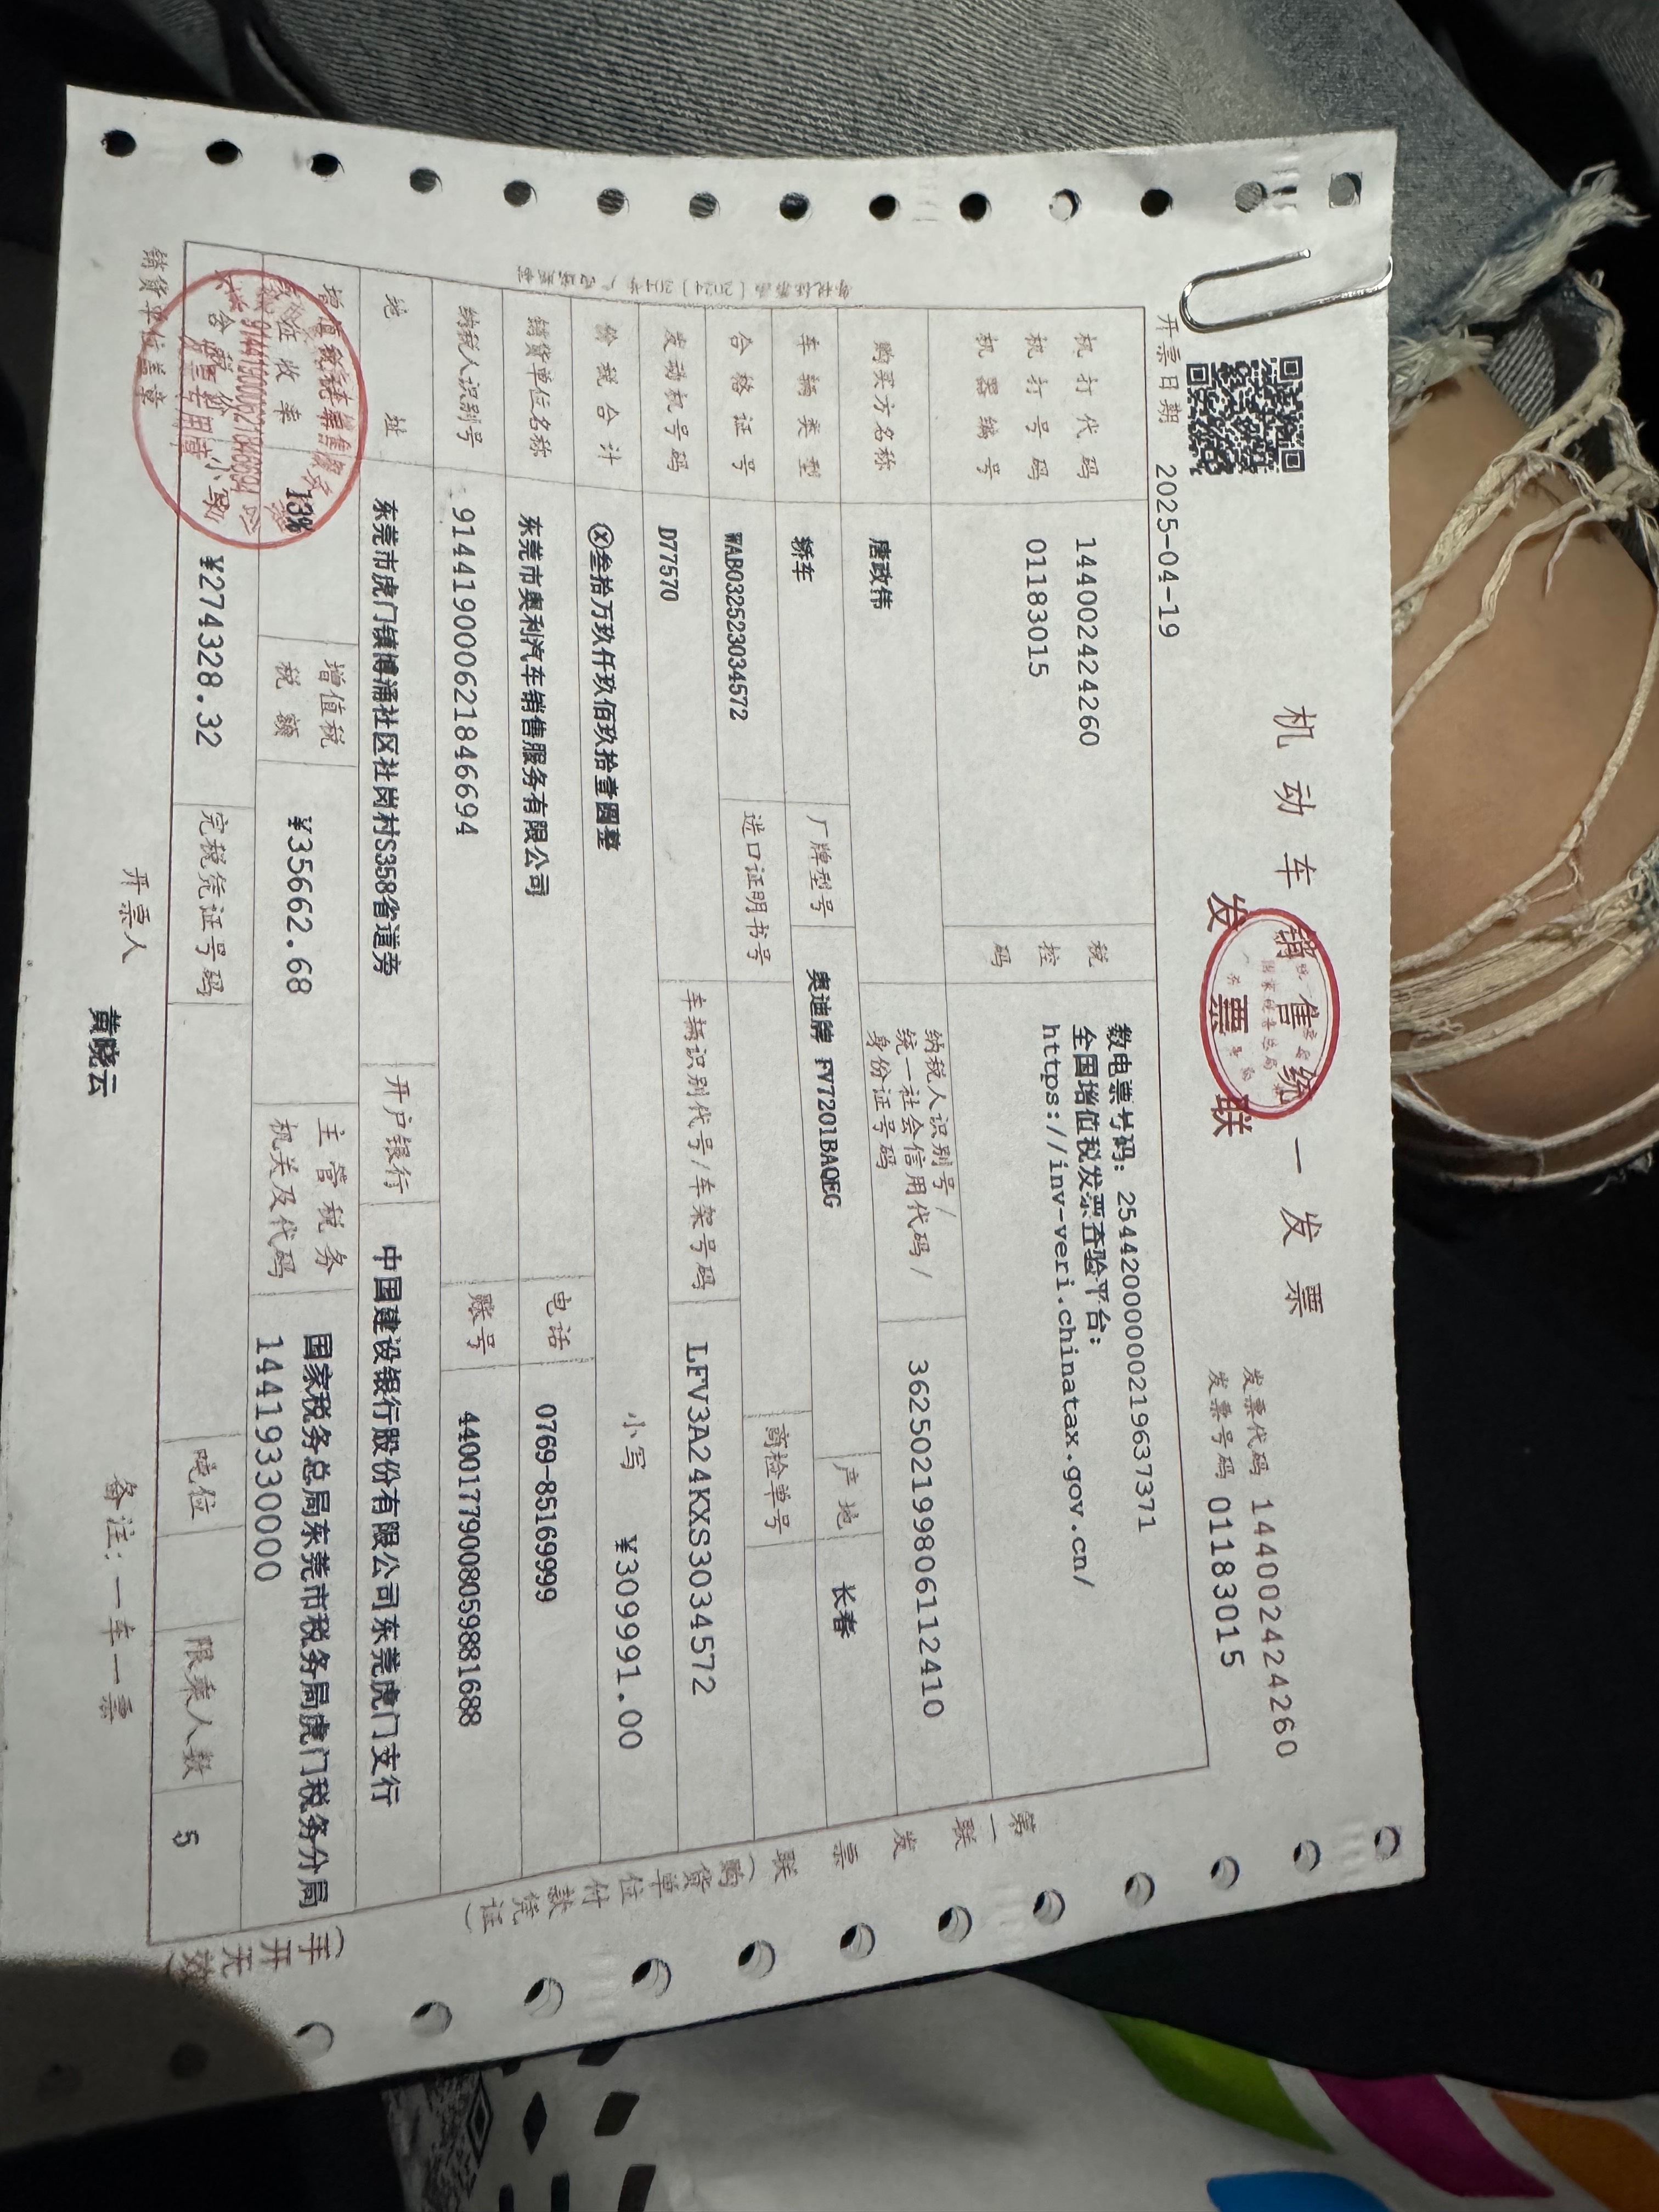 机动车销售统一发票
发票联
发票代码 144002424260
发票号码 01183015
开票日期 2025-04-19
机打代码 144002424260
机打号码 01183015
机器编号
税控码
数电票号码：25442000000219637371
全国增值税发票查验平台：
https://inv-veri.chinatax.gov.cn/
购买方名称 唐政伟
纳税人识别号/
统一社会信用代码/
身份证号码
362502199806112410
车辆类型 轿车 厂牌型号 奥迪牌 FV7201BAQEG 产地 长春
合格证号 WAB032523034572 进口证明书号 商检单号
发动机号码 D77570 车辆识别代号/车架号码 LFV3A24KXS3034572
价税合计 ⓧ叁拾万玖仟玖佰玖拾壹圆整 小写 ¥309991.00
销货单位名称 东莞市奥利汽车销售服务有限公司 电话 0769-85169999
纳税人识别号 914419000621846694 账号 44001779008059881688
地址 东莞市虎门镇博涌社区社岗村S358省道旁 开户银行 中国建设银行股份有限公司东莞虎门支行
征收率 13% 增值税税额 ¥35662.68 主管税务机关及代码 国家税务总局东莞市税务局虎门税务分局
14419330000
小写 ¥274328.32 完税凭证号码 吨位 限乘人数 5
销货单位盖章 开票人 黄晓云 备注：一车一票
第一联 发票联（购货单位付款凭证）
（手开无效）
914419000621846694